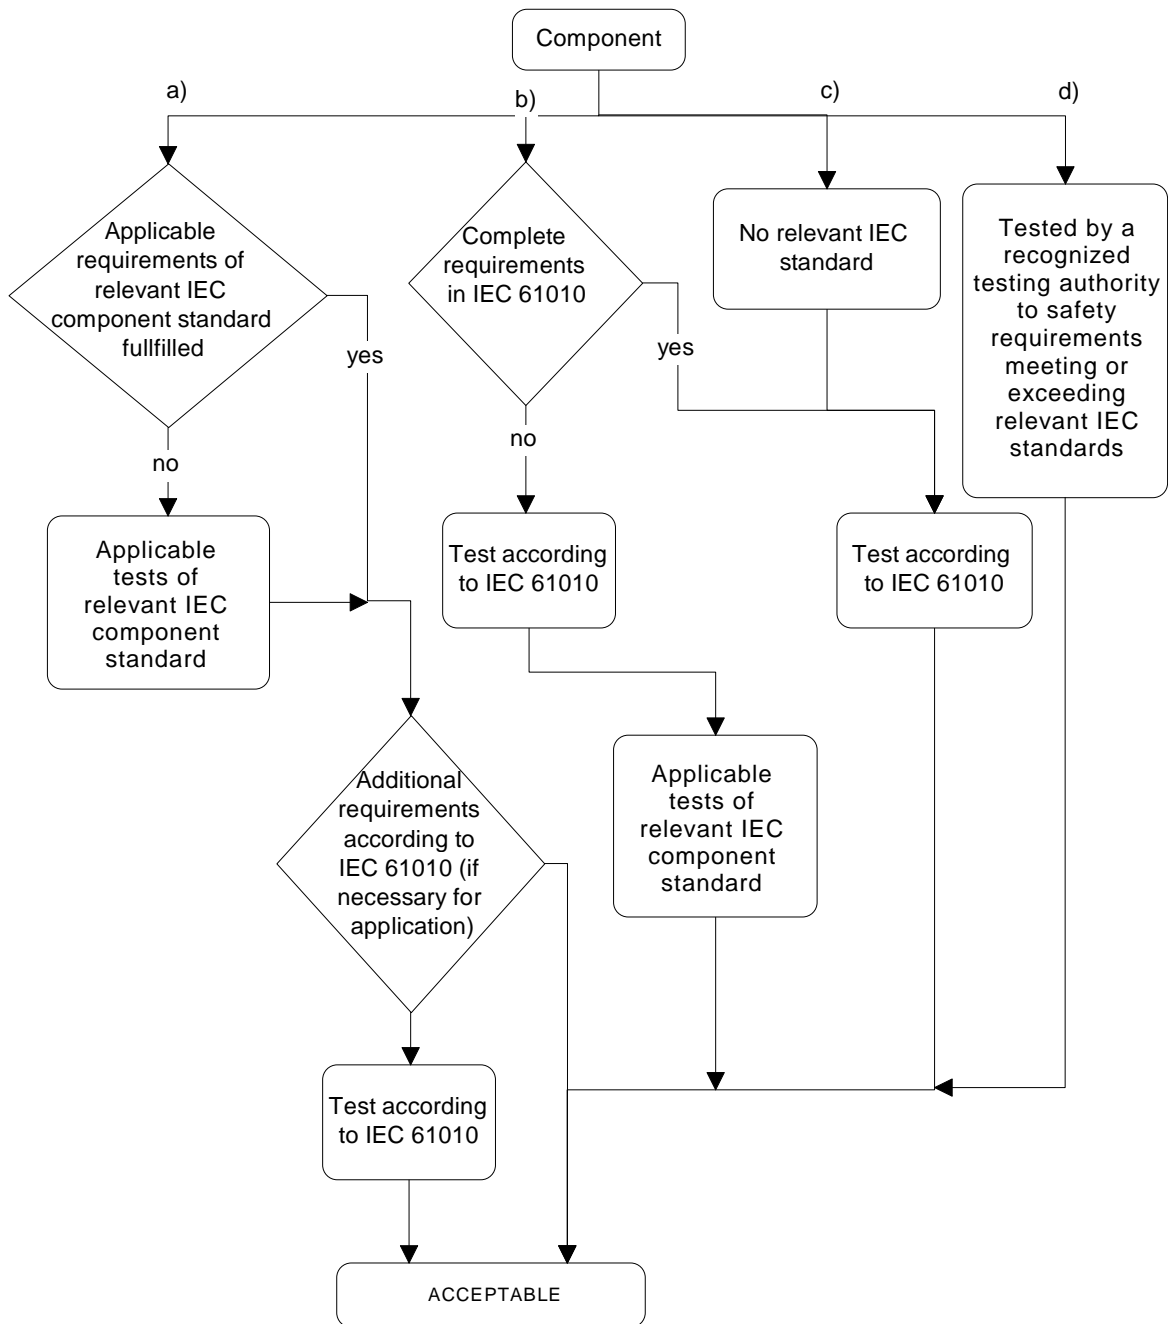 Component
a)
b)
c)
d)
Applicable
requirements of
relevant IEC
component standard
fullfilled
Complete
requirements
in IEC 61010
No relevant IEC
standard
Tested by a
recognized
testing authority
to safety
requirements
meeting or
exceeding
relevant IEC
standards
yes
yes
no
no
Applicable
tests of
relevant IEC
component
standard
Test according
to IEC 61010
Test according
to IEC 61010
Additional
requirements
according to
IEC 61010 (if
necessary for
application)
Applicable
tests of
relevant IEC
component
standard
Test according
to IEC 61010
ACCEPTABLE